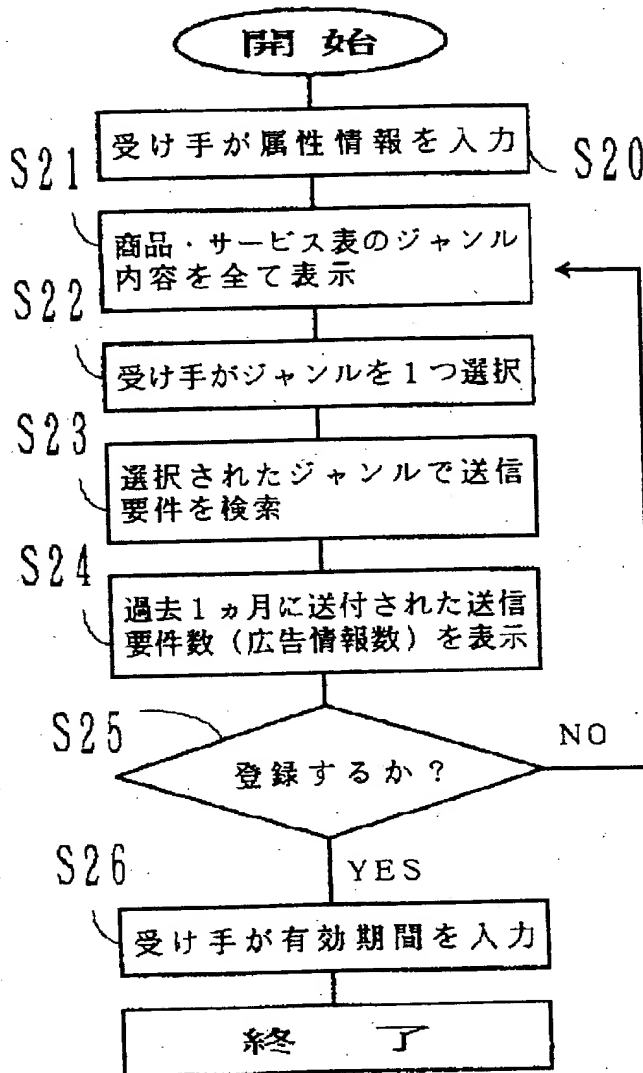 開 始
受け手が属性情報を入力
S20
S21
商品・サービス表のジャンル
内容を全て表示
S22
受け手がジャンルを1つ選択
S23
選択されたジャンルで送信
要件を検索
S24
過去1ヵ月に送付された送信
要件数（広告情報数）を表示
S25
登録するか？
NO
YES
S26
受け手が有効期間を入力
終 了